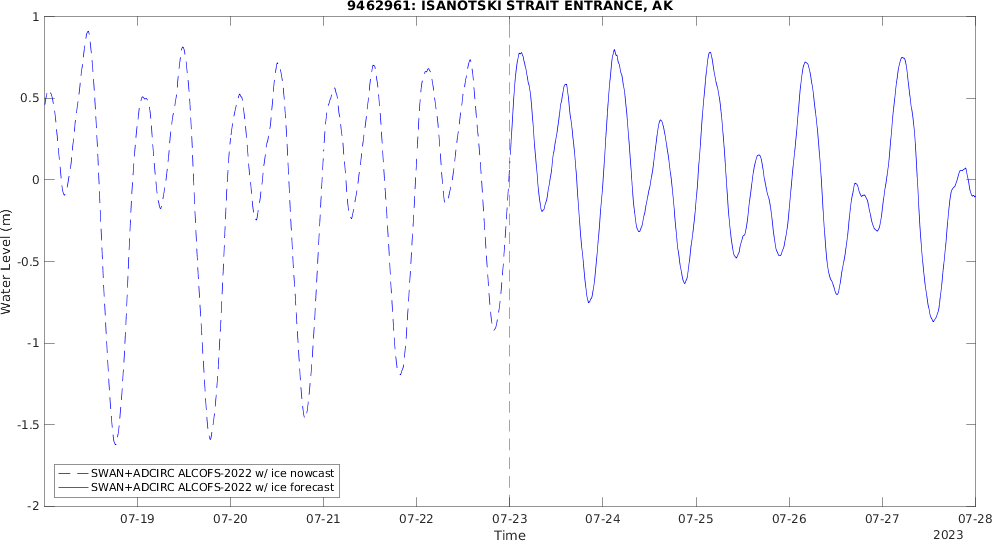 9462961: ISANOTSKI STRAIT ENTRANCE, AK
1
0.5
0
-0.5
-1
-1.5
-2
Water Level (m)
SWAN+ADCIRC ALCOFS-2022 w/ ice nowcast
SWAN+ADCIRC ALCOFS-2022 w/ ice forecast
07-19 07-20 07-21 07-22 07-23 07-24 07-25 07-26 07-27 07-28
Time
2023